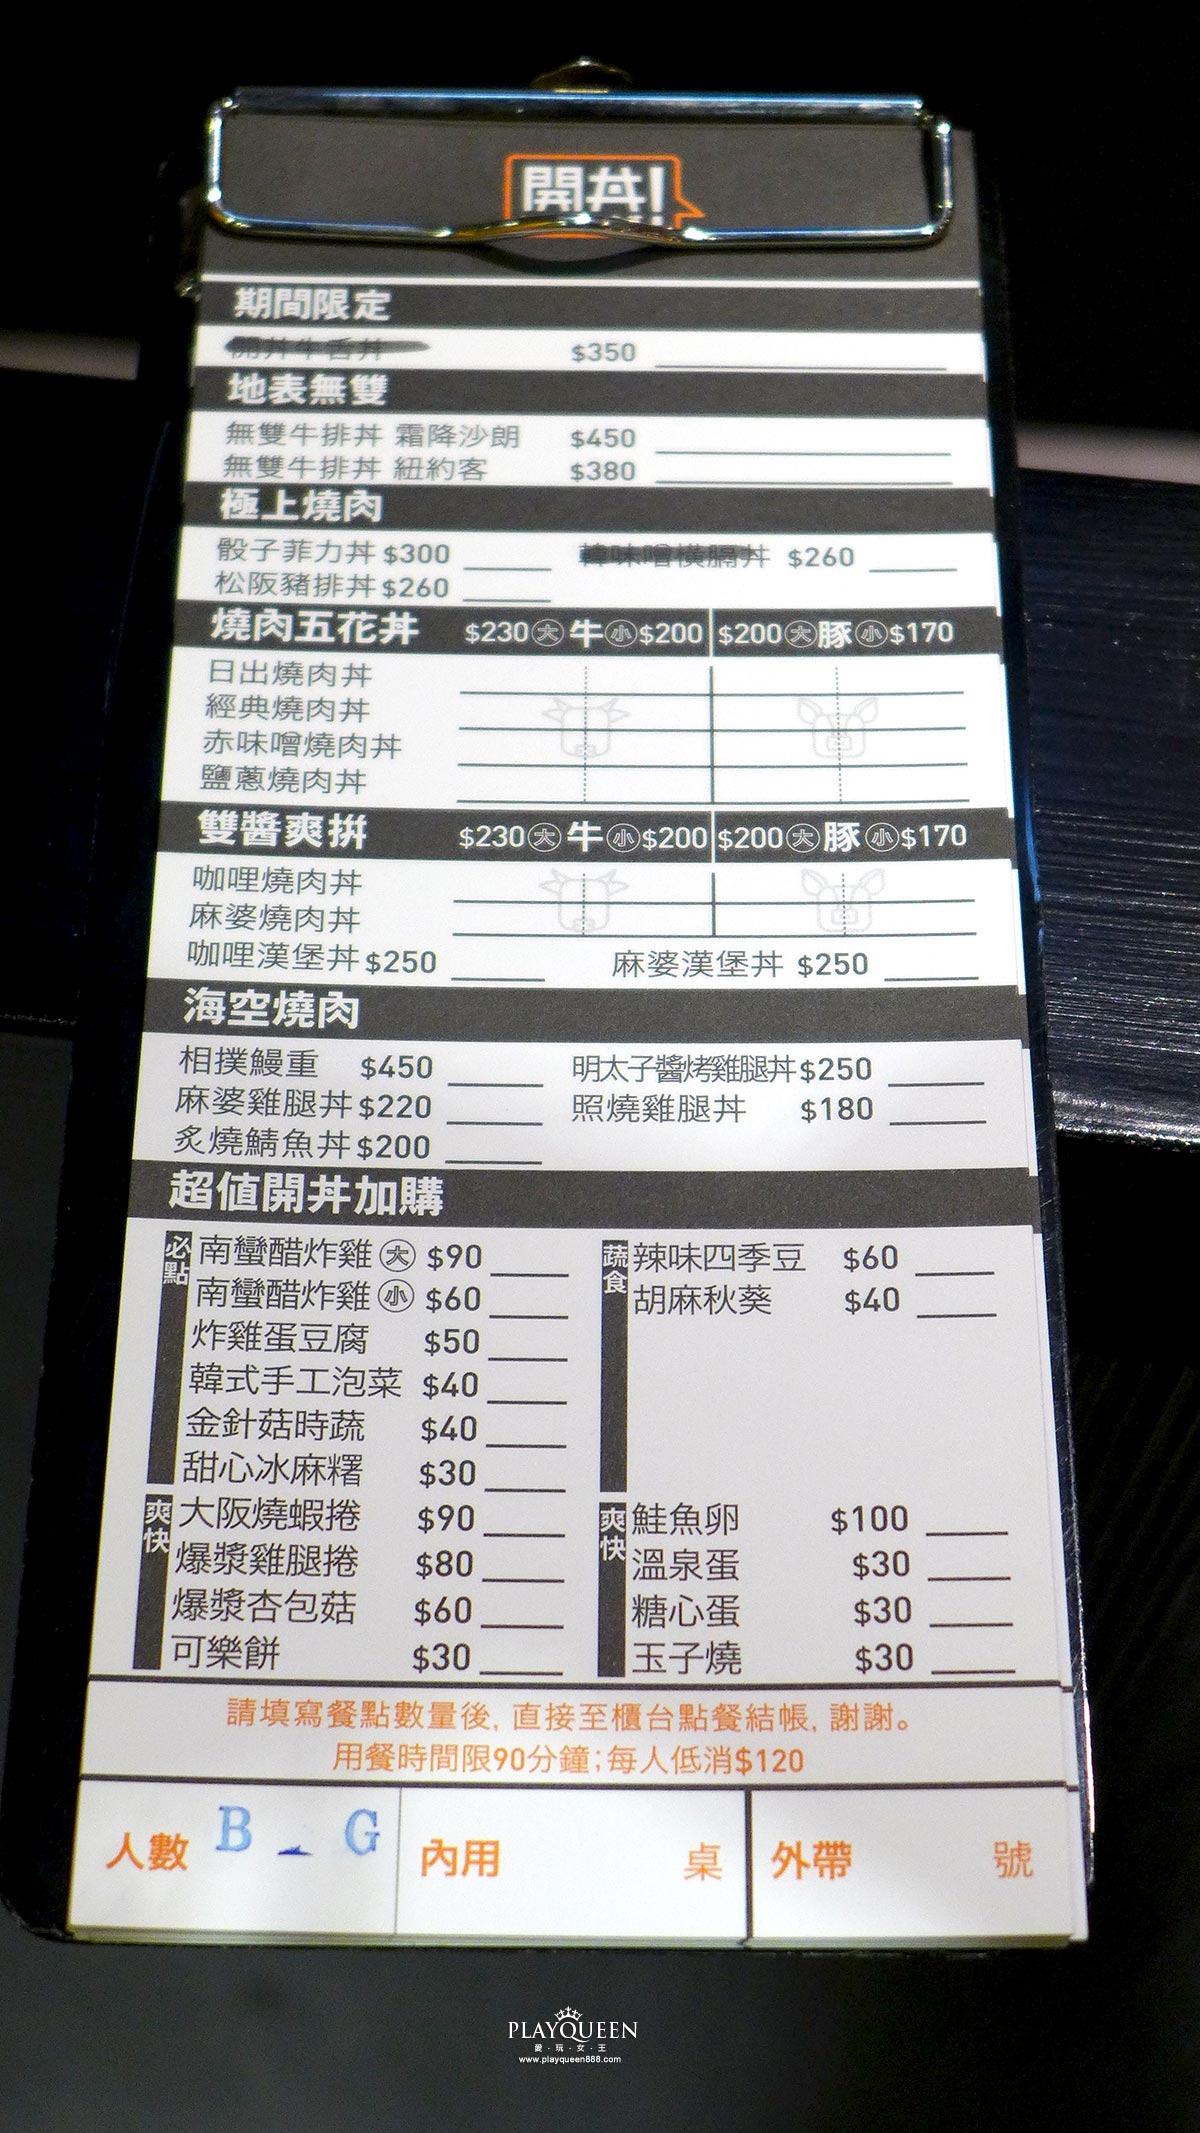 開丼!
期間限定
開丼牛舌丼 $350
地表無雙
無雙牛排丼 霜降沙朗 $450
無雙牛排丼 紐約客 $380
極上燒肉
骰子菲力丼 $300 韓味噌橫膈丼 $260
松阪豬排丼 $260
燒肉五花丼 $230 大 牛 小 $200 $200 大 豚 小 $170
日出燒肉丼
經典燒肉丼
赤味噌燒肉丼
鹽蔥燒肉丼
雙醬爽拚 $230 大 牛 小 $200 $200 大 豚 小 $170
咖哩燒肉丼
麻婆燒肉丼
咖哩漢堡丼 $250 麻婆漢堡丼 $250
海空燒肉
相撲鰻重 $450 明太子醬烤雞腿丼 $250
麻婆雞腿丼 $220 照燒雞腿丼 $180
炙燒鯖魚丼 $200
超值開丼加購
必點 南蠻醋炸雞 大 $90 蔬食 辣味四季豆 $60
南蠻醋炸雞 小 $60 胡麻秋葵 $40
炸雞蛋豆腐 $50
韓式手工泡菜 $40
金針菇時蔬 $40
甜心冰麻糬 $30
爽快 大阪燒蝦捲 $90 爽快 鮭魚卵 $100
爆漿雞腿捲 $80 溫泉蛋 $30
爆漿杏包菇 $60 糖心蛋 $30
可樂餅 $30 玉子燒 $30
請填寫餐點數量後, 直接至櫃台點餐結帳, 謝謝。
用餐時間限90分鐘;每人低消$120
人數 B G 內用 桌 外帶 號
PLAYQUEEN
愛·玩·女·王
www.playqueen888.com